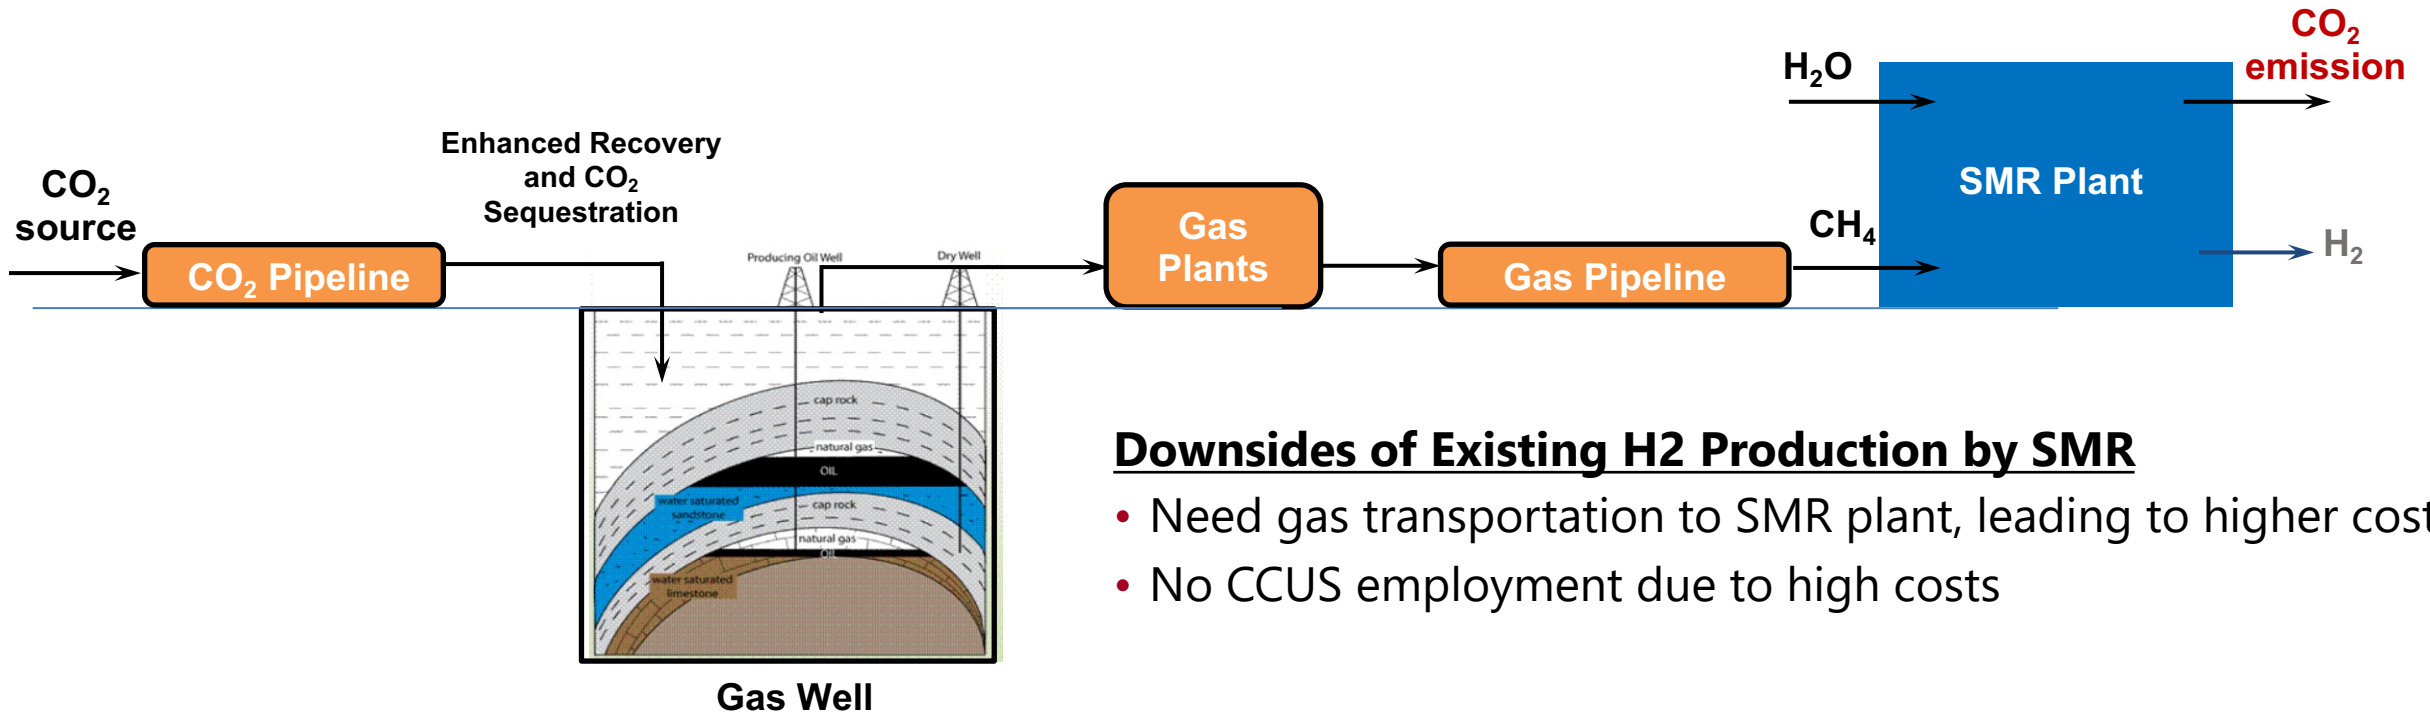 CO₂
source
CO₂ Pipeline
Enhanced Recovery
and CO₂
Sequestration
Producing Oil Well
Dry Well
cap rock
natural gas
OIL
water saturated
sandstone
cap rock
natural gas
OIL
water saturated
limestone
Gas Well
Gas
Plants
Gas Pipeline
H₂O
CH₄
SMR Plant
CO₂
emission
H₂
Downsides of Existing H2 Production by SMR
• Need gas transportation to SMR plant, leading to higher cost
• No CCUS employment due to high costs